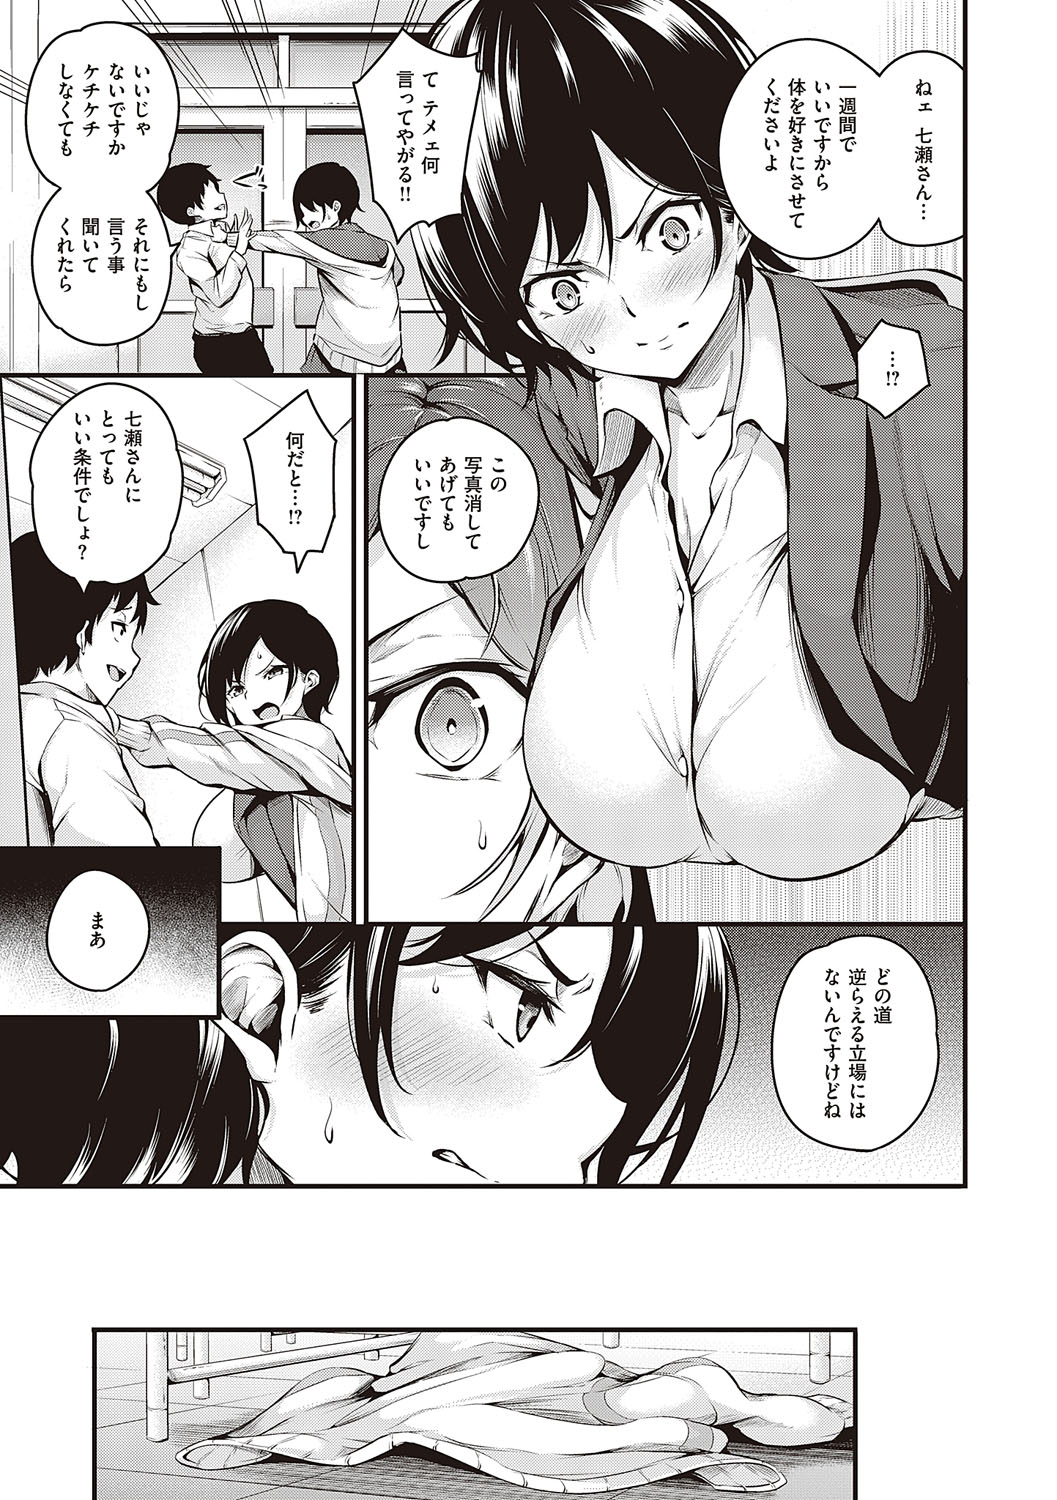 ねェ 七瀬さん…
一週間で
いいですから
体を好きにさせて
くださいよ
…!?
て テメェ何
言ってやがる!!
いいじゃ
ないですか
ケチケチ
しなくても
それにもし
言う事
聞いて
くれたら
この
写真消して
あげても
いいですし
何だと…!?
七瀬さんに
とっても
いい条件でしょ?
まあ
どの道
逆らえる立場には
ないんですけどね